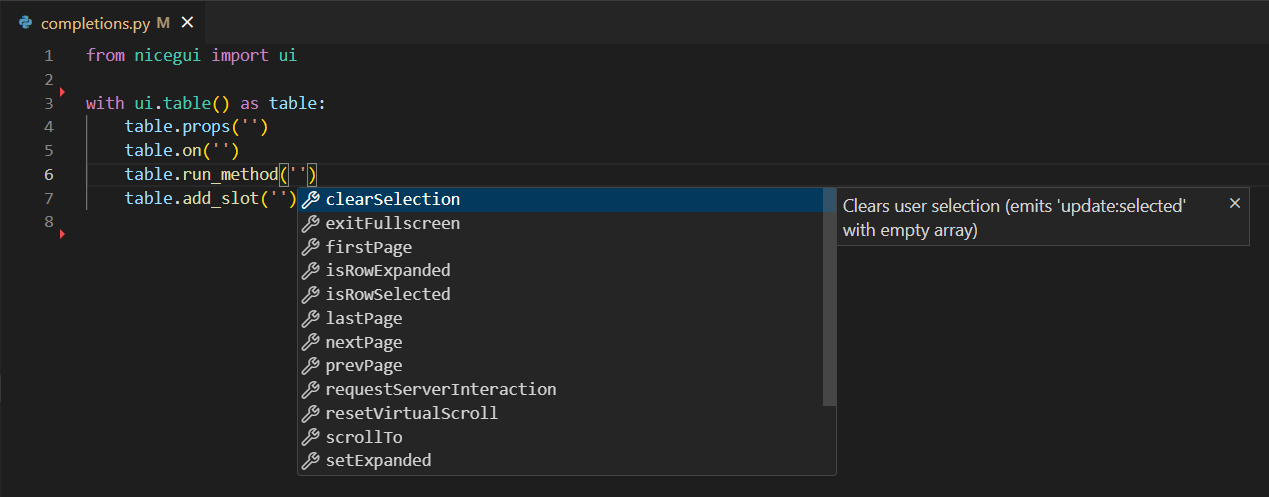 completions.py M ×
1 from nicegui import ui
2
3 with ui.table() as table:
4     table.props('')
5     table.on('')
6     table.run_method('')
7     table.add_slot('')
8
clearSelection
exitFullscreen
firstPage
isRowExpanded
isRowSelected
lastPage
nextPage
prevPage
requestServerInteraction
resetVirtualScroll
scrollTo
setExpanded
Clears user selection (emits 'update:selected' ×
with empty array)